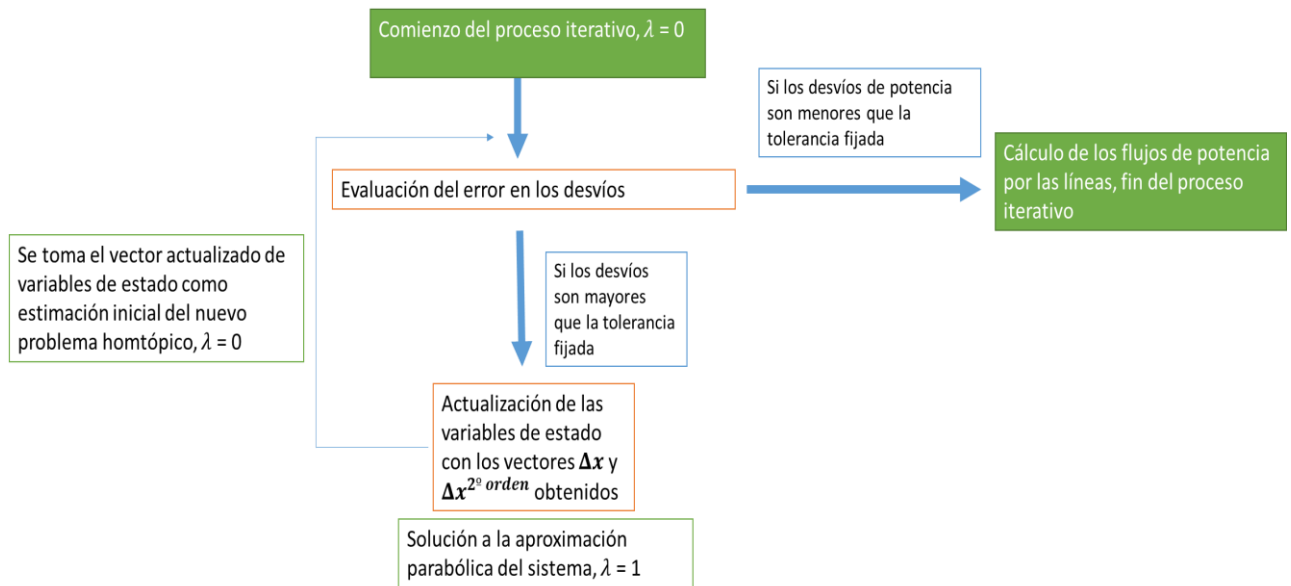 Comienzo del proceso iterativo, λ = 0
Si los desvíos de potencia
son menores que la
tolerancia fijada
Evaluación del error en los desvíos
Cálculo de los flujos de potencia
por las líneas, fin del proceso
iterativo
Se toma el vector actualizado de
variables de estado como
estimación inicial del nuevo
problema homtópico, λ = 0
Si los desvíos
son mayores
que la tolerancia
fijada
Actualización de las
variables de estado
con los vectores Δx y
Δx²º orden obtenidos
Solución a la aproximación
parabólica del sistema, λ = 1